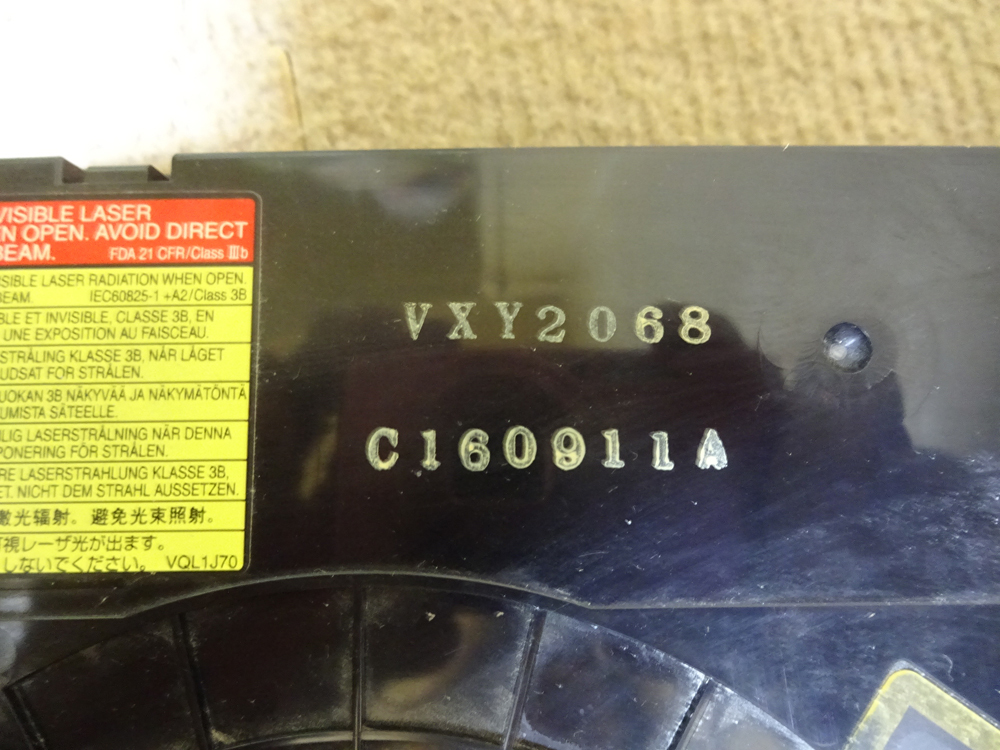 VISIBLE LASER
N OPEN. AVOID DIRECT
BEAM. FDA 21 CFR/Class Ⅲb
SIBLE LASER RADIATION WHEN OPEN.
BEAM. IEC60825-1 +A2/Class 3B
BLE ET INVISIBLE, CLASSE 3B, EN
UNE EXPOSITION AU FAISCEAU.
STRÅLING KLASSE 3B, NÅR LÅGET
UDSAT FOR STRÅLEN.
UOKAN 3B NÄKYVÄÄ JA NÄKYMÄTÖNTÄ
UMISTA SÄTEELLE.
LIG LASERSTRÅLNING NÄR DENNA
PONERING FÖR STRÅLEN.
RE LASERSTRAHLUNG KLASSE 3B,
ET. NICHT DEM STRAHL AUSSETZEN.
激光辐射。避免光束照射。
可視レーザ光が出ます。
しないでください。 VQL1J70
VXY2068
C160911A